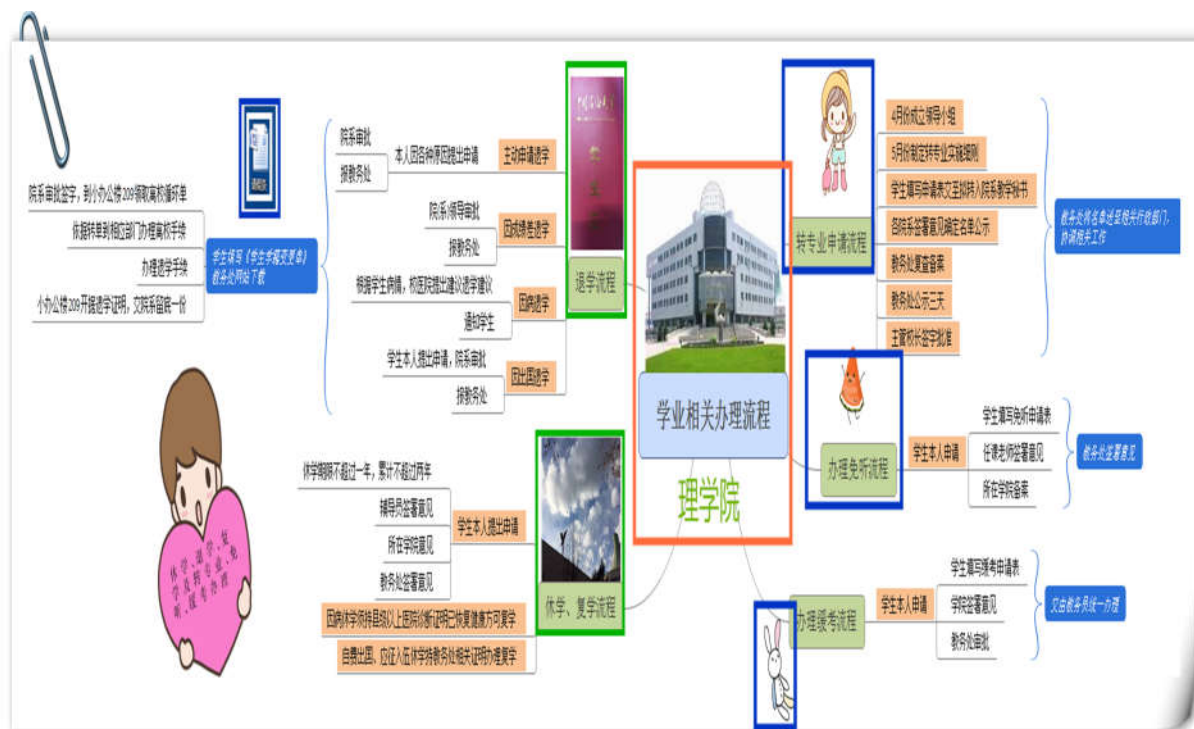 学业相关办理流程
理学院
转专业申请流程
4月份成立领导小组
5月份制定转专业实施细则
学生填写申请表交至拟转入院系教学秘书
各院系签署意见确定名单公示
教务处复查备案
教务处公示三天
主管校长签字批准
教务处将名单送至相关行政部门,
协调相关工作
办理免听流程
学生本人申请
学生填写免听申请表
任课老师签署意见
所在学院备案
教务处签署意见
办理缓考流程
学生本人申请
学生填写缓考申请表
学院签署意见
教务处审批
交由教务员统一办理
退学流程
主动申请退学
本人因各种原因提出申请
院系审批
报教务处
因成绩差退学
院(系)领导审批
报教务处
因病退学
根据学生病情,校医院提出建议退学建议
通知学生
因出国退学
学生本人提出申请,院系审批
报教务处
学生填写《学生学籍变更单》
教务处网站下载
院系审批签字,到小办公楼209领取离校循环单
依据转单到相应部门办理离校手续
办理退学手续
小办公楼209开据退学证明,交院系留底一份
休学、复学流程
学生本人提出申请
休学期限不超过一年,累计不超过两年
辅导员签署意见
所在学院意见
教务处签署意见
因病休学须持县级以上医院诊断证明已恢复健康方可复学
自费出国、应征入伍休学持教务处相关证明办理复学
休学、退学、复
学及转专业、免
听、缓考办理